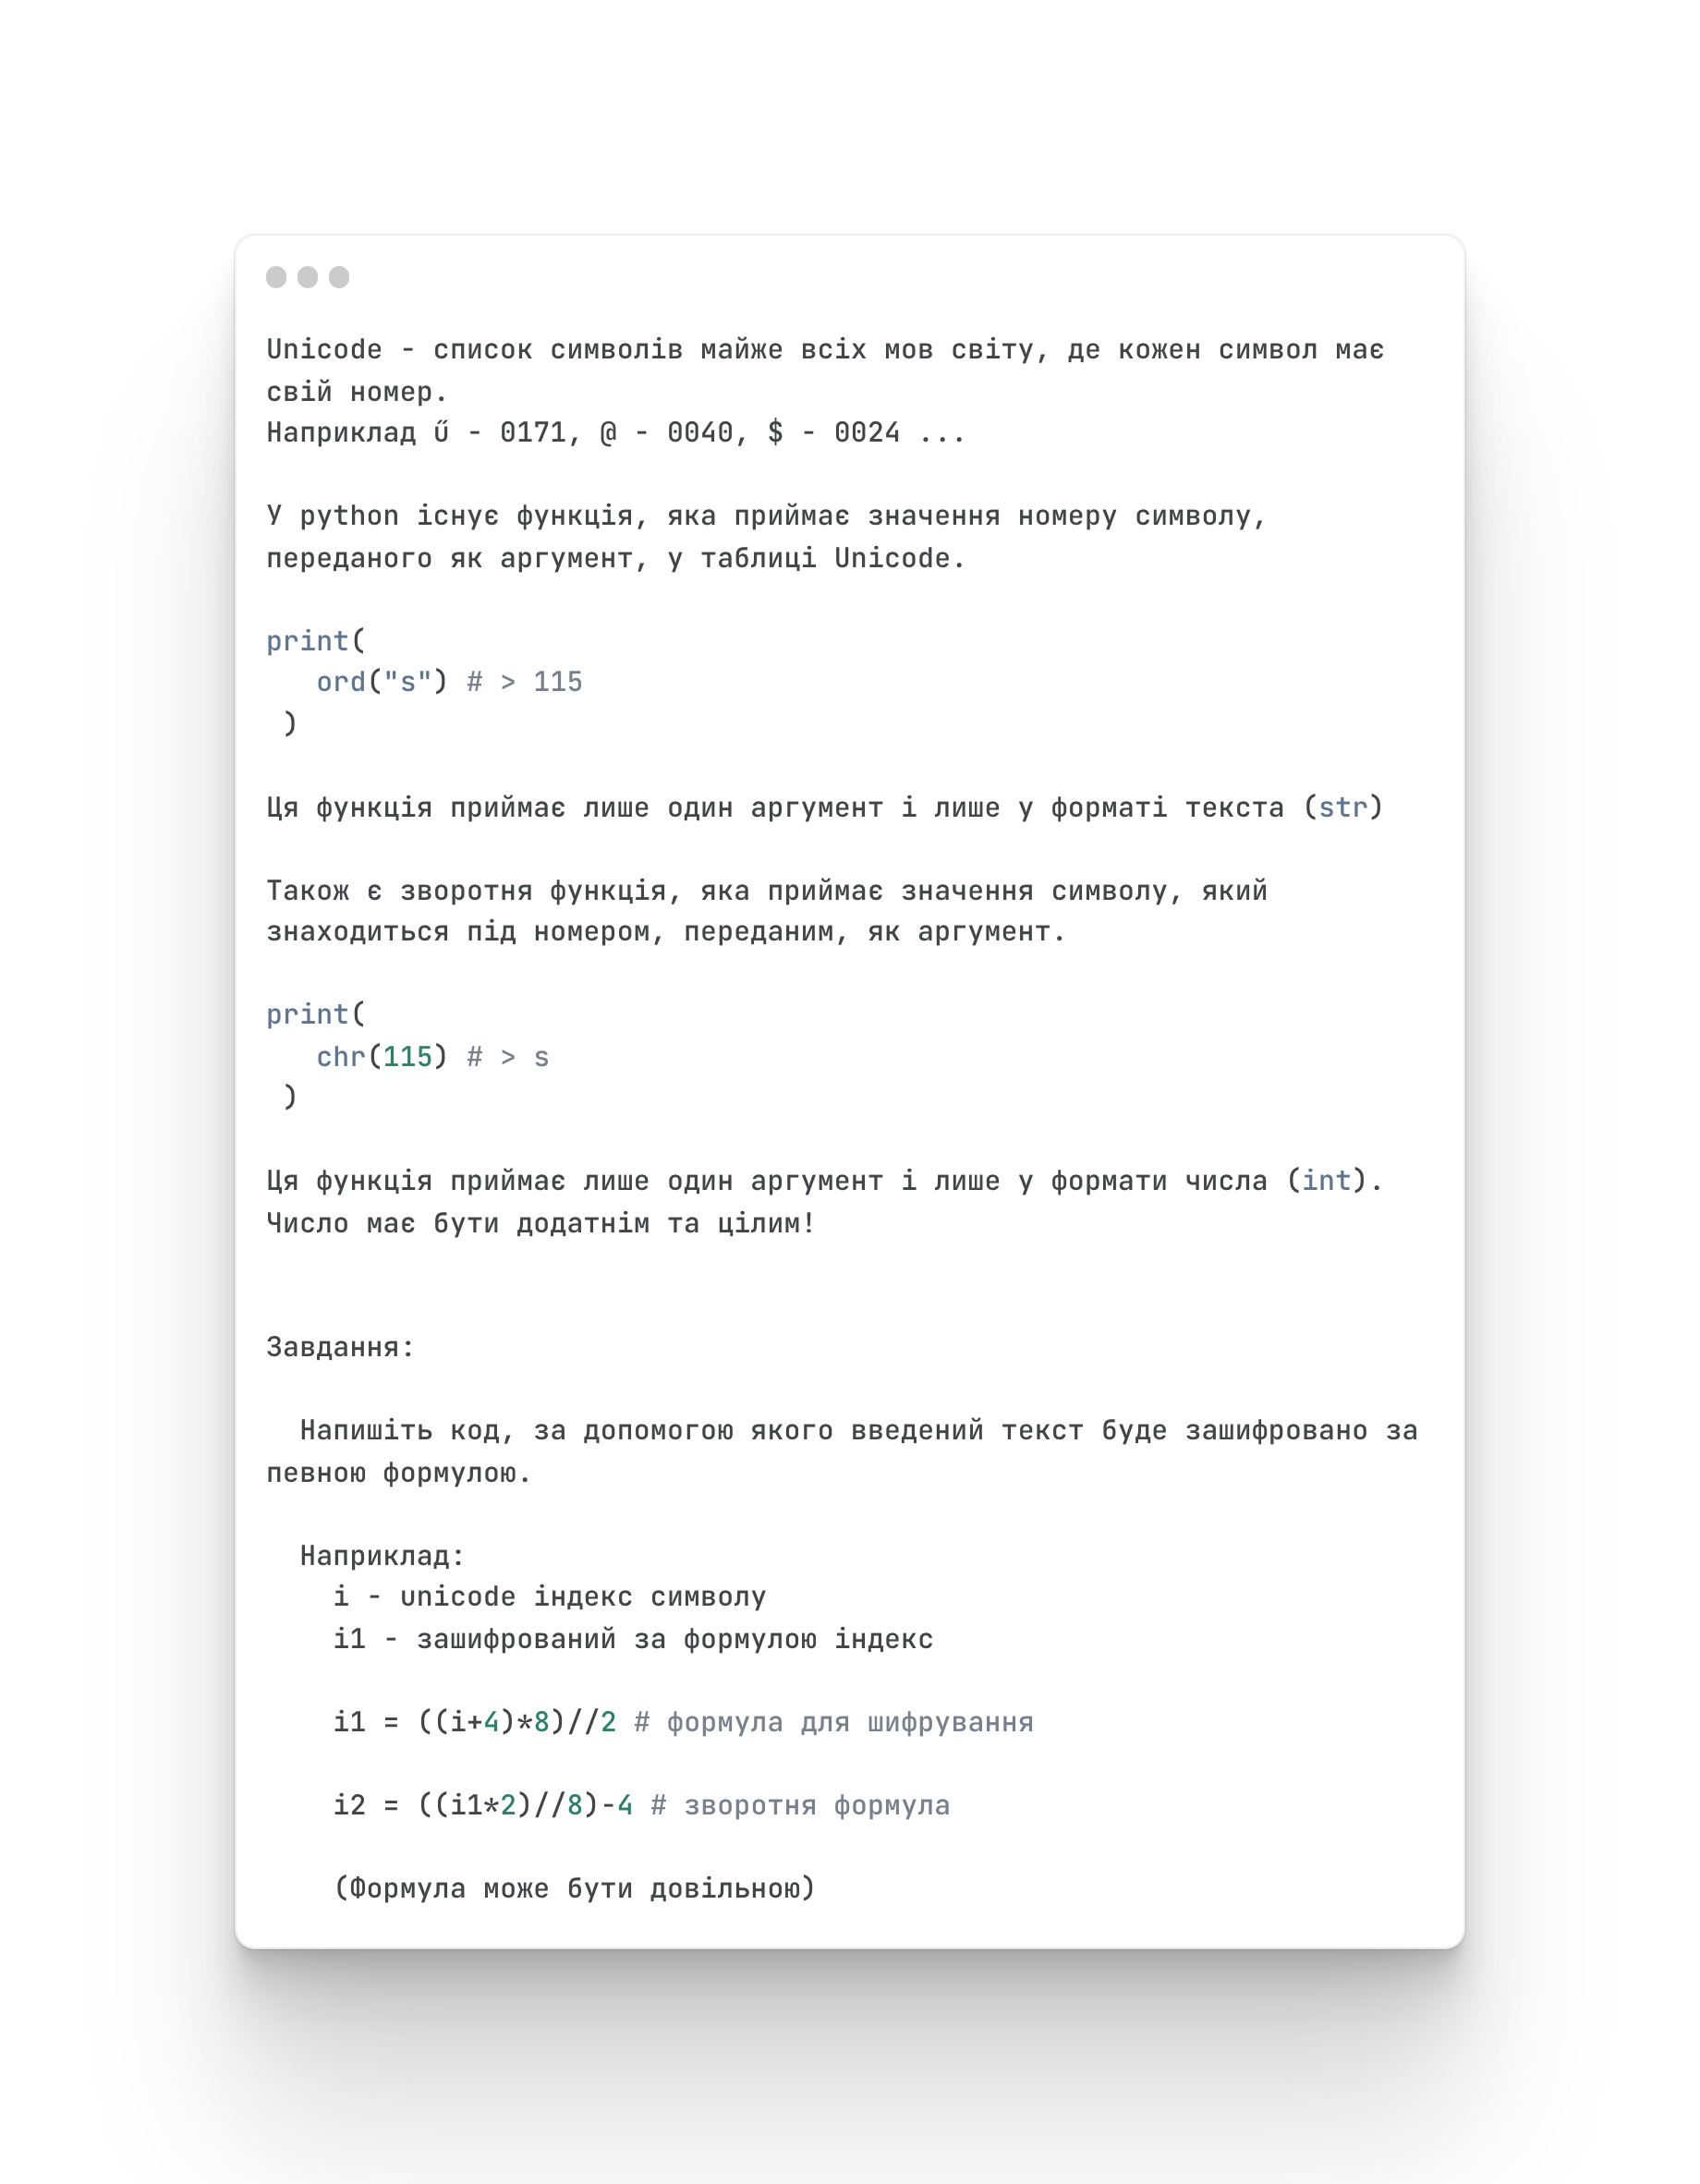 Unicode - список символів майже всіх мов світу, де кожен символ має
свій номер.
Наприклад ű - 0171, @ - 0040, $ - 0024 ...
У python існує функція, яка приймає значення номеру символу,
переданого як аргумент, у таблиці Unicode.
print(
   ord("s") # > 115
 )
Ця функція приймає лише один аргумент і лише у форматі текста (str)
Також є зворотня функція, яка приймає значення символу, який
знаходиться під номером, переданим, як аргумент.
print(
   chr(115) # > s
 )
Ця функція приймає лише один аргумент і лише у формати числа (int).
Число має бути додатнім та цілим!
Завдання:
  Напишіть код, за допомогою якого введений текст буде зашифровано за
певною формулою.
  Наприклад:
    i - unicode індекс символу
    i1 - зашифрований за формулою індекс
    i1 = ((i+4)*8)//2 # формула для шифрування
    i2 = ((i1*2)//8)-4 # зворотня формула
    (Формула може бути довільною)